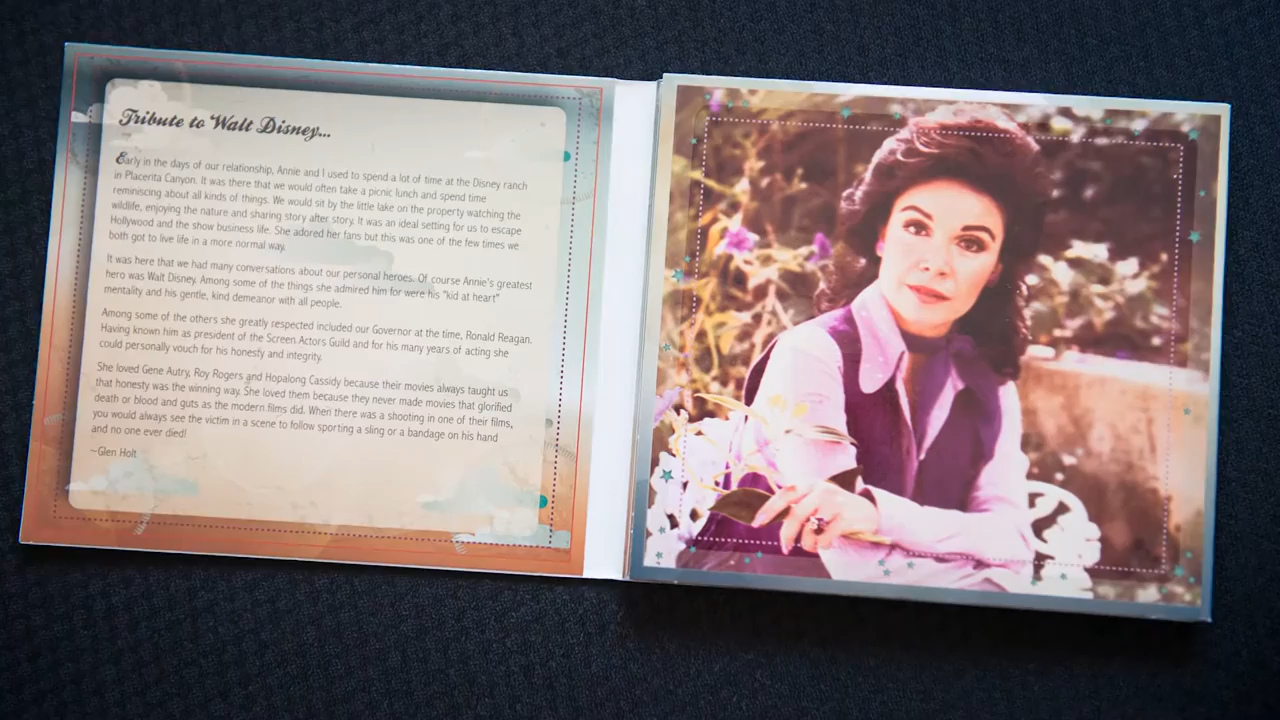 Tribute to Walt Disney...
Early in the days of our relationship, Annie and I used to spend a lot of time at the Disney ranch
in Placerita Canyon. It was there that we would often take a picnic lunch and spend time
reminiscing about all kinds of things. We would sit by the little lake on the property watching the
wildlife, enjoying the nature and sharing story after story. It was an ideal setting for us to escape
Hollywood and the show business life. She adored her fans but this was one of the few times we
both got to live life in a more normal way.
It was here that we had many conversations about our personal heroes. Of course Annie's greatest
hero was Walt Disney. Among some of the things she admired him for were his "kid at heart"
mentality and his gentle, kind demeanor with all people.
Among some of the others she greatly respected included our Governor at the time, Ronald Reagan.
Having known him as president of the Screen Actors Guild and for his many years of acting she
could personally vouch for his honesty and integrity.
She loved Gene Autry, Roy Rogers and Hopalong Cassidy because their movies always taught us
that honesty was the winning way. She loved them because they never made movies that glorified
death or blood and guts as the modern films did. When there was a shooting in one of their films,
you would always see the victim in a scene to follow sporting a sling or a bandage on his hand
and no one ever died!
~Glen Holt